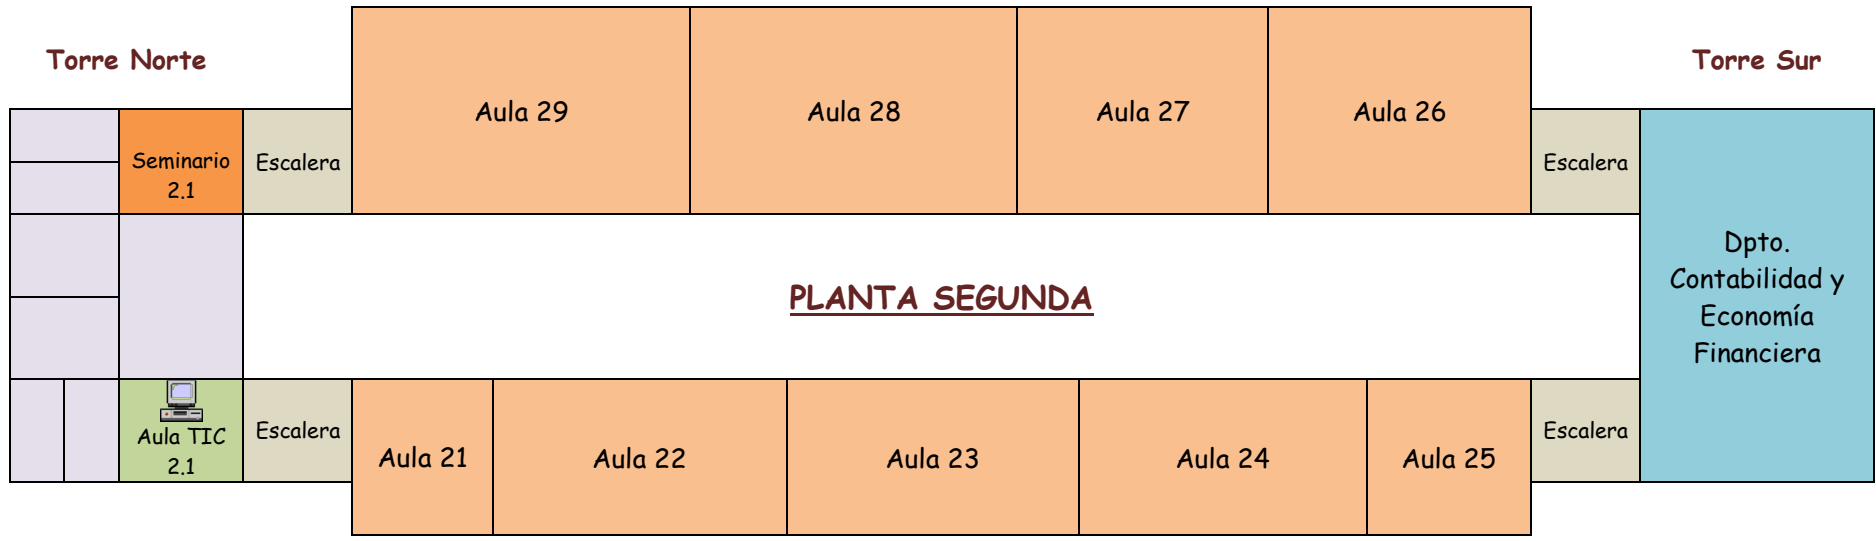 Torre Norte
Torre Sur
Aula 29
Aula 28
Aula 27
Aula 26
Seminario
2.1
Escalera
Escalera
PLANTA SEGUNDA
Dpto.
Contabilidad y
Economía
Financiera
Aula TIC
2.1
Escalera
Aula 21
Aula 22
Aula 23
Aula 24
Aula 25
Escalera